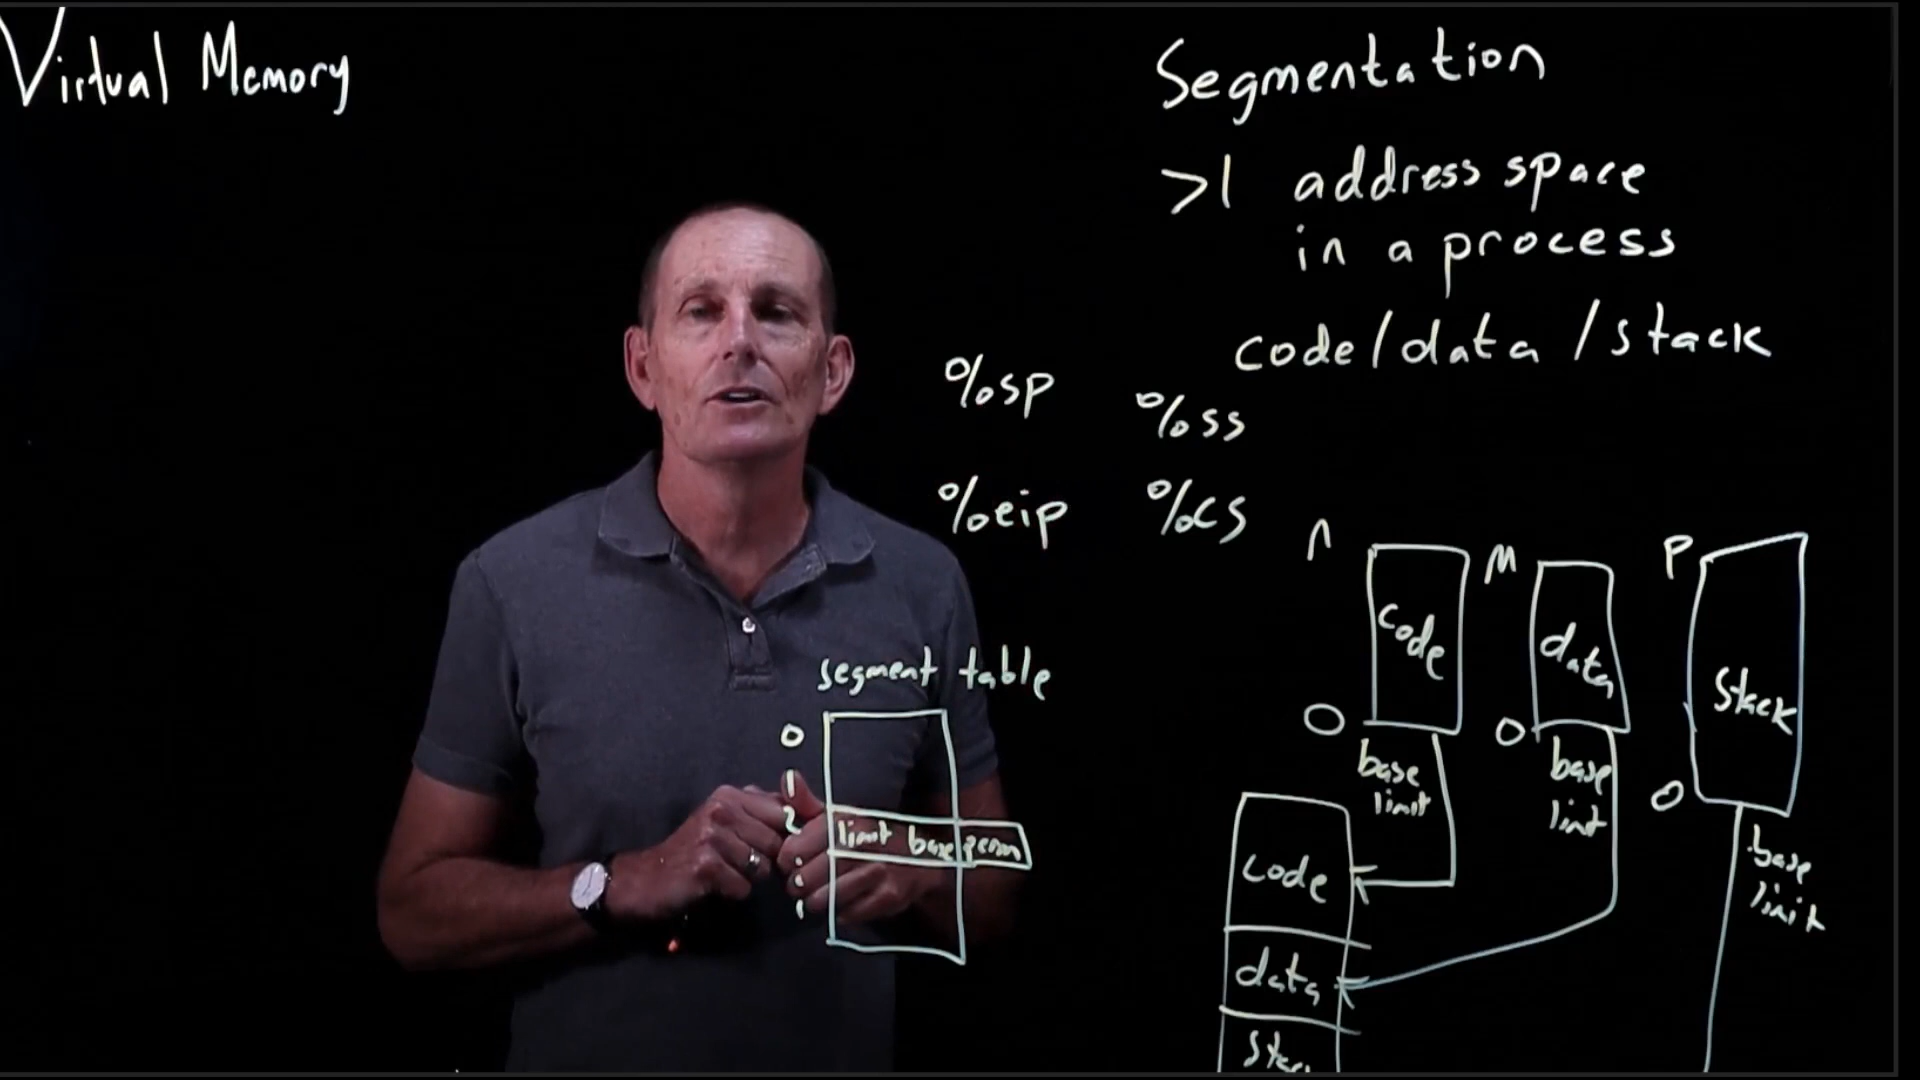 Virtual Memory
Segmentation
>1 address space
in a process
code/data/stack
%sp %ss
%eip %cs
n
code
0
base
limit
M
data
0
base
limit
P
Stack
0
base
limit
segment table
0
1
2
limit base perm
code
data